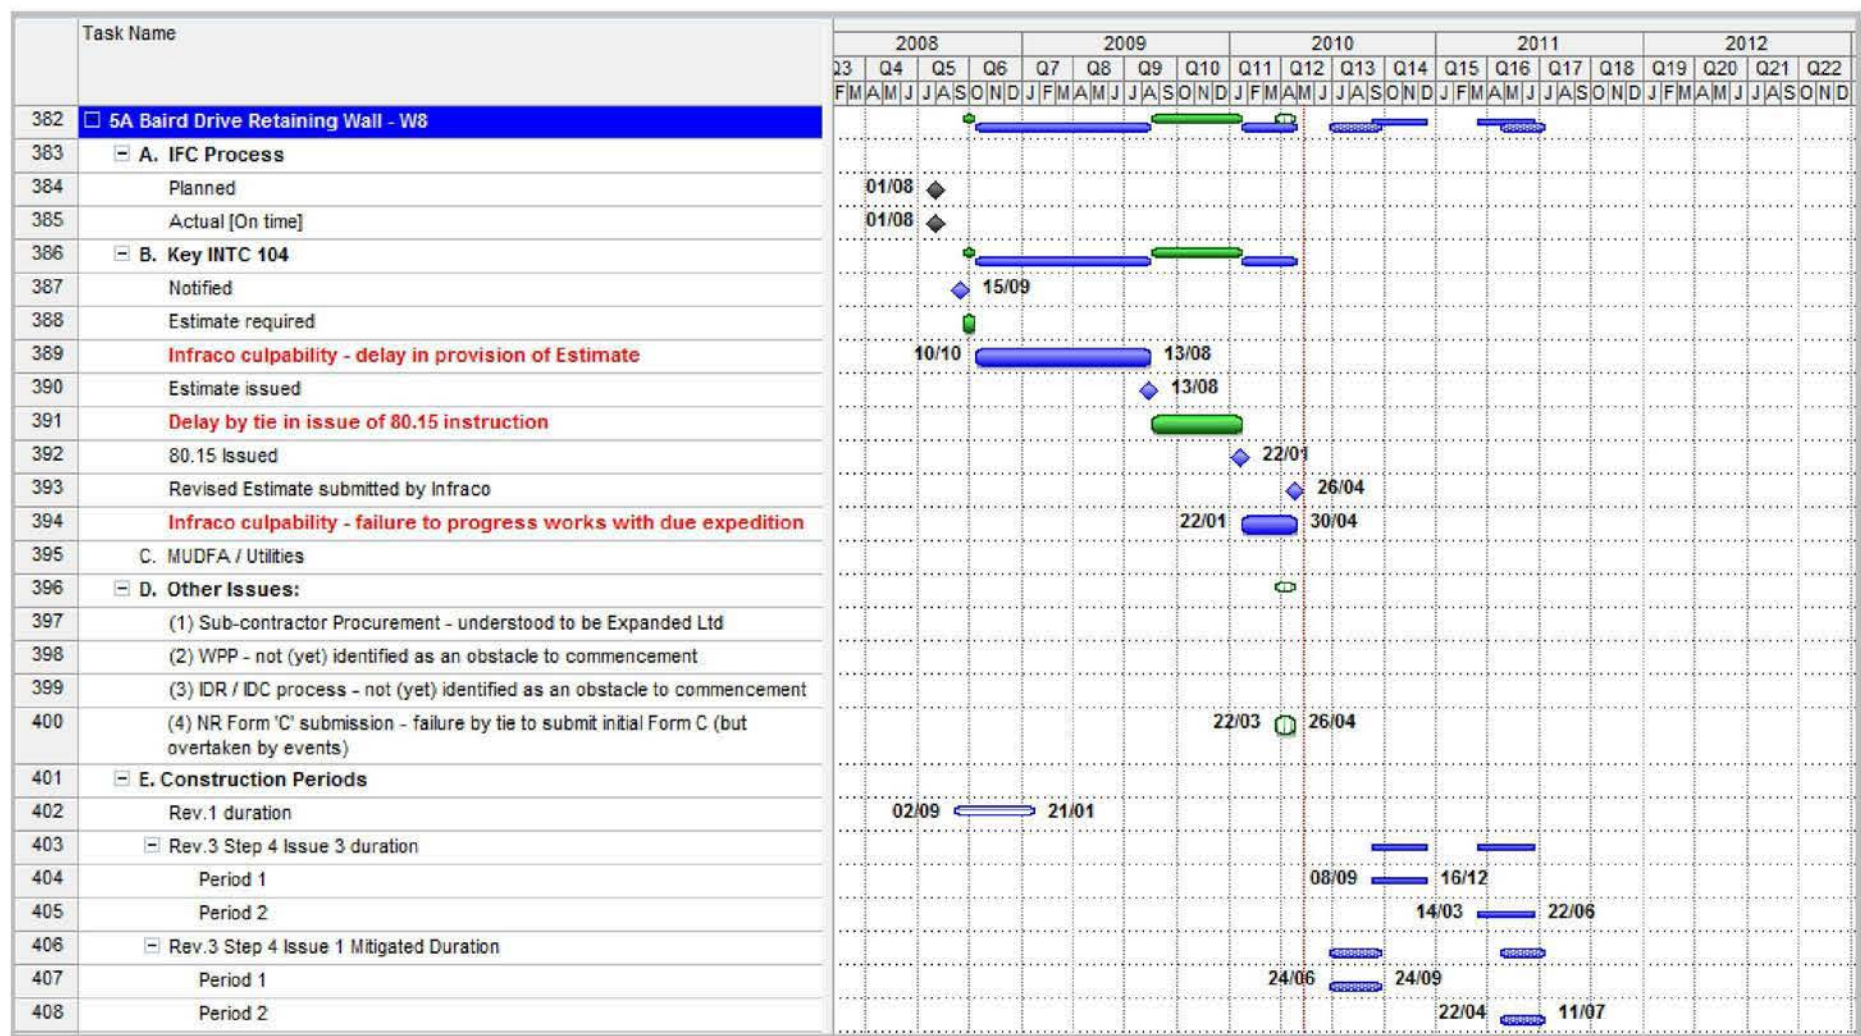 Task Name
2008 2009 2010 2011 2012
Q3 Q4 Q5 Q6 Q7 Q8 Q9 Q10 Q11 Q12 Q13 Q14 Q15 Q16 Q17 Q18 Q19 Q20 Q21 Q22
F M A M J J A S O N D J F M A M J J A S O N D J F M A M J J A S O N D J F M A M J J A S O N D J F M A M J J A S O N D
382 5A Baird Drive Retaining Wall - W8
383 A. IFC Process
384 Planned 01/08
385 Actual [On time] 01/08
386 B. Key INTC 104
387 Notified 15/09
388 Estimate required
389 Infraco culpability - delay in provision of Estimate 10/10 13/08
390 Estimate issued 13/08
391 Delay by tie in issue of 80.15 instruction
392 80.15 Issued 22/01
393 Revised Estimate submitted by Infraco 26/04
394 Infraco culpability - failure to progress works with due expedition 22/01 30/04
395 C. MUDFA / Utilities
396 D. Other Issues:
397 (1) Sub-contractor Procurement - understood to be Expanded Ltd
398 (2) WPP - not (yet) identified as an obstacle to commencement
399 (3) IDR / IDC process - not (yet) identified as an obstacle to commencement
400 (4) NR Form 'C' submission - failure by tie to submit initial Form C (but 22/03 26/04
overtaken by events)
401 E. Construction Periods
402 Rev.1 duration 02/09 21/01
403 Rev.3 Step 4 Issue 3 duration
404 Period 1 08/09 16/12
405 Period 2 14/03 22/06
406 Rev.3 Step 4 Issue 1 Mitigated Duration
407 Period 1 24/06 24/09
408 Period 2 22/04 11/07